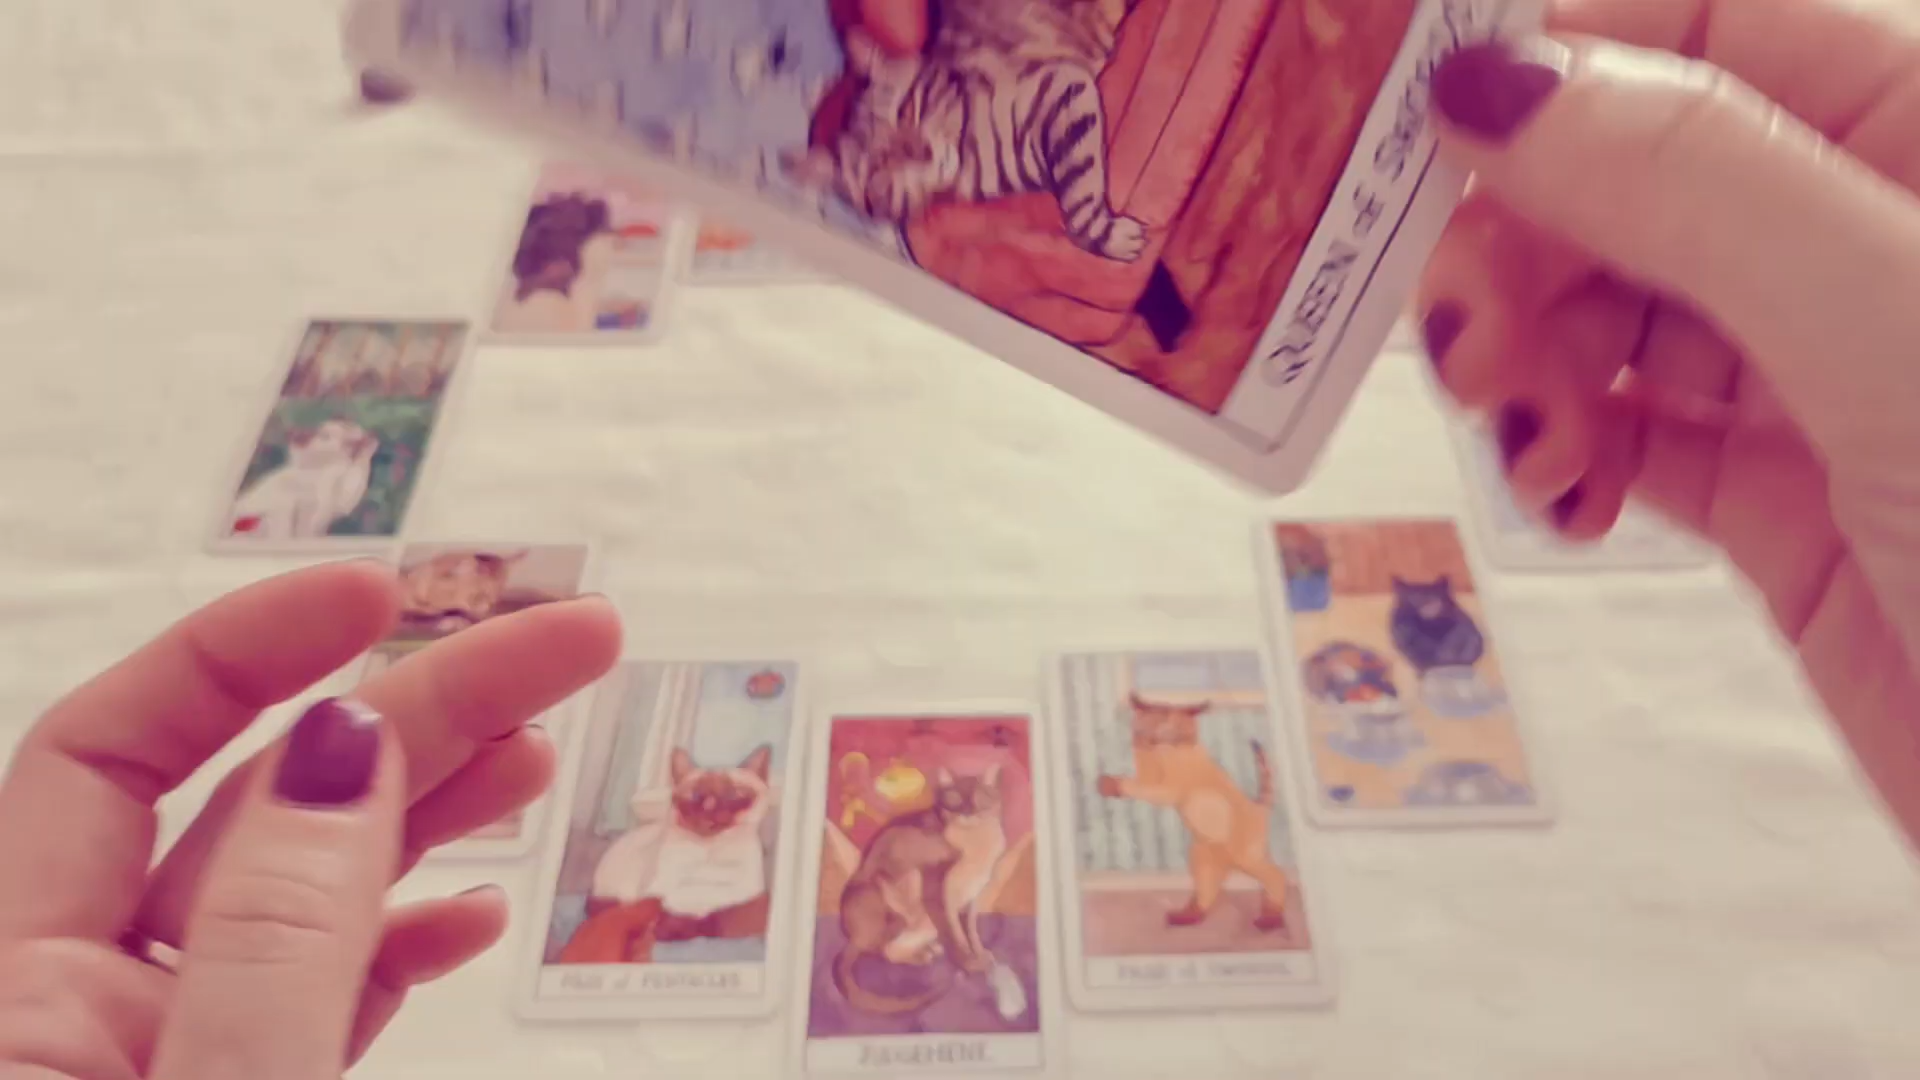 QUEEN of SWORDS
PAGE of PENTACLES
JUDGEMENT.
PAGE of SWORDS.